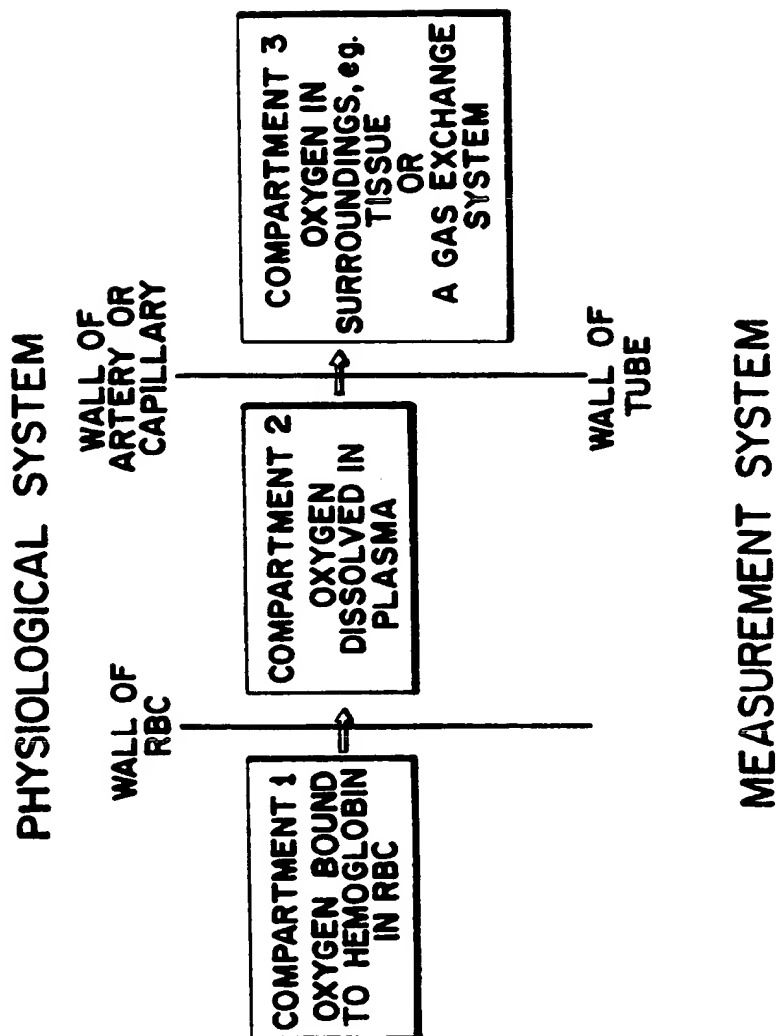 PHYSIOLOGICAL SYSTEM
WALL OF
RBC
WALL OF
ARTERY OR
CAPILLARY
COMPARTMENT 1
OXYGEN BOUND
TO HEMOGLOBIN
IN RBC
COMPARTMENT 2
OXYGEN
DISSOLVED IN
PLASMA
COMPARTMENT 3
OXYGEN IN
SURROUNDINGS, eg.
TISSUE
OR
A GAS EXCHANGE
SYSTEM
WALL OF
TUBE
MEASUREMENT SYSTEM